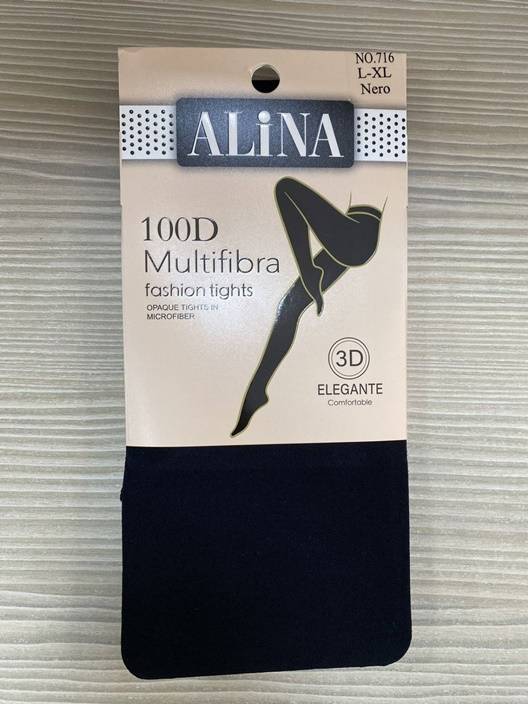 NO.716
L-XL
Nero
ALiNA
100D
Multifibra
fashion tights
OPAQUE TIGHTS IN
MICROFIBER
3D
ELEGANTE
Comfortable